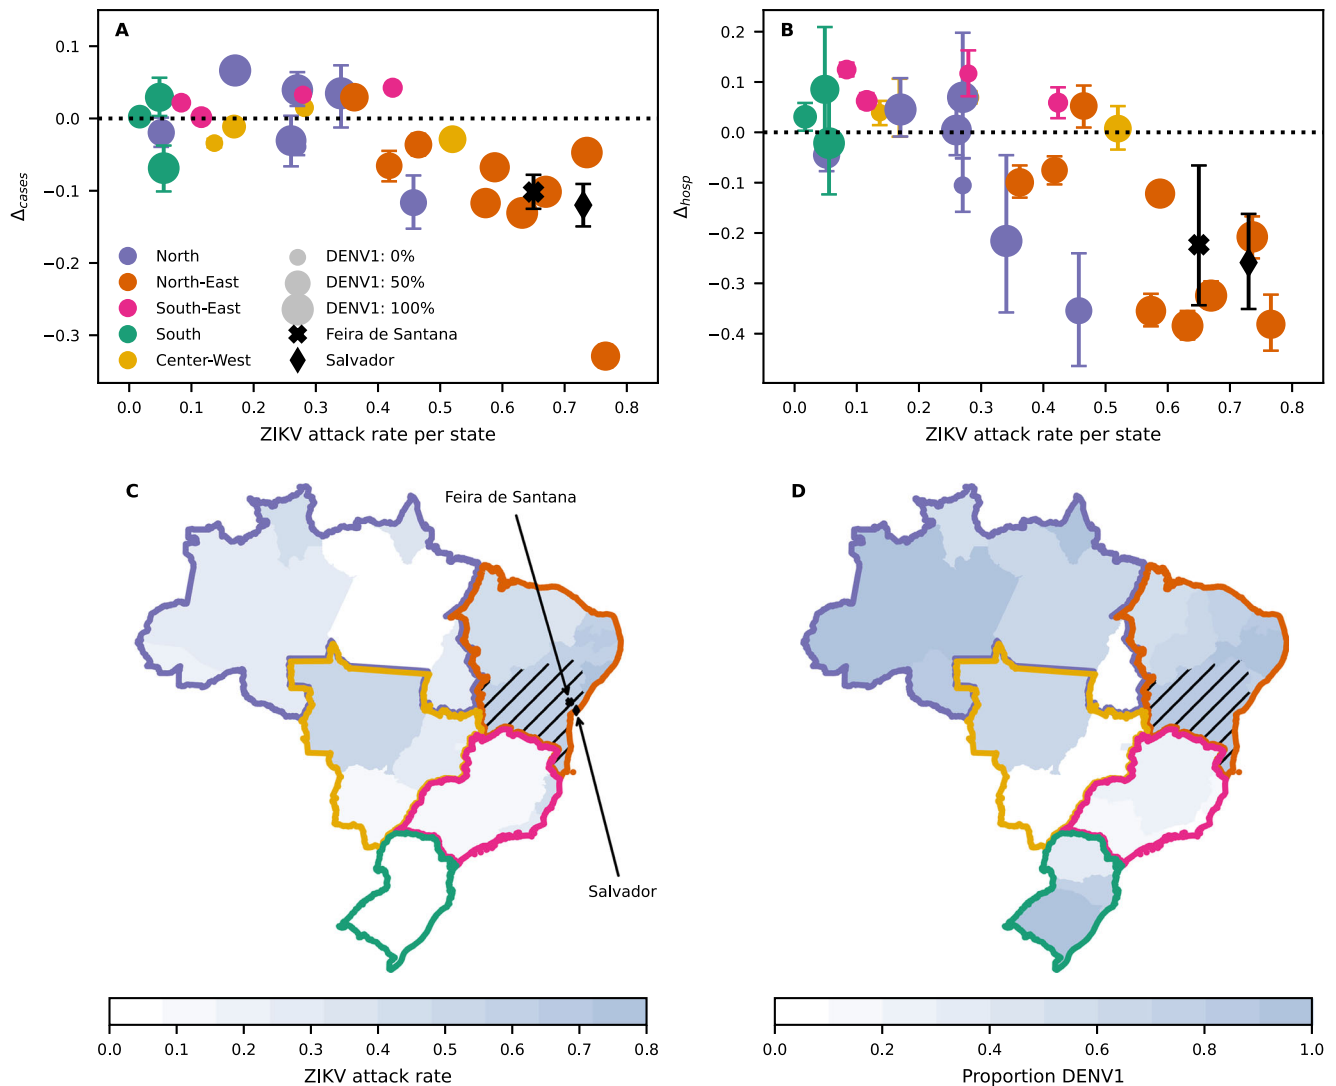 A
0.1
0.0
−0.1
−0.2
−0.3
Δcases
North
North-East
South-East
South
Center-West
DENV1: 0%
DENV1: 50%
DENV1: 100%
Feira de Santana
Salvador
0.0 0.1 0.2 0.3 0.4 0.5 0.6 0.7 0.8
ZIKV attack rate per state
B
0.2
0.1
0.0
−0.1
−0.2
−0.3
−0.4
Δhosp
0.0 0.1 0.2 0.3 0.4 0.5 0.6 0.7 0.8
ZIKV attack rate per state
C
Feira de Santana
Salvador
0.0 0.1 0.2 0.3 0.4 0.5 0.6 0.7 0.8
ZIKV attack rate
D
0.0 0.2 0.4 0.6 0.8 1.0
Proportion DENV1